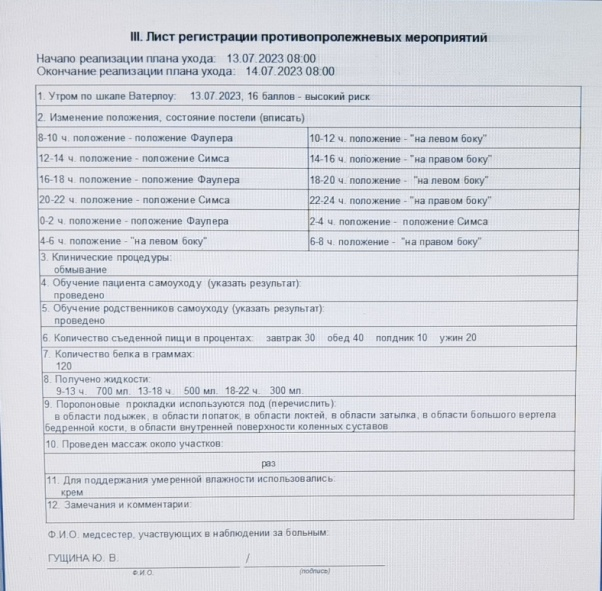 III. Лист регистрации противопролежневых мероприятий
Начало реализации плана ухода: 13.07.2023 08:00
Окончание реализации плана ухода: 14.07.2023 08:00
1. Утром по шкале Ватерлоу: 13.07.2023, 16 баллов - высокий риск
2. Изменение положения, состояние постели (вписать)
8-10 ч. положение - положение Фаулера
10-12 ч. положение - "на левом боку"
12-14 ч. положение - положение Симса
14-16 ч. положение - "на правом боку"
16-18 ч. положение - положение Фаулера
18-20 ч. положение - "на левом боку"
20-22 ч. положение - положение Симса
22-24 ч. положение - "на правом боку"
0-2 ч. положение - положение Фаулера
2-4 ч. положение - положение Симса
4-6 ч. положение - "на левом боку"
6-8 ч. положение - "на правом боку"
3. Клинические процедуры:
обмывание
4. Обучение пациента самоуходу (указать результат):
проведено
5. Обучение родственников самоуходу (указать результат):
проведено
6. Количество съеденной пищи в процентах: завтрак 30 обед 40 полдник 10 ужин 20
7. Количество белка в граммах:
120
8. Получено жидкости:
9-13 ч. 700 мл. 13-18 ч. 500 мл. 18-22 ч. 300 мл.
9. Поролоновые прокладки используются под (перечислить):
в области лодыжек, в области лопаток, в области локтей, в области затылка, в области большого вертела
бедренной кости, в области внутренней поверхности коленных суставов
10. Проведен массаж около участков:
раз
11. Для поддержания умеренной влажности использовались:
крем
12. Замечания и комментарии:
Ф.И.О. медсестер, участвующих в наблюдении за больным:
ГУЩИНА Ю. В. /
Ф.И.О. (подпись)